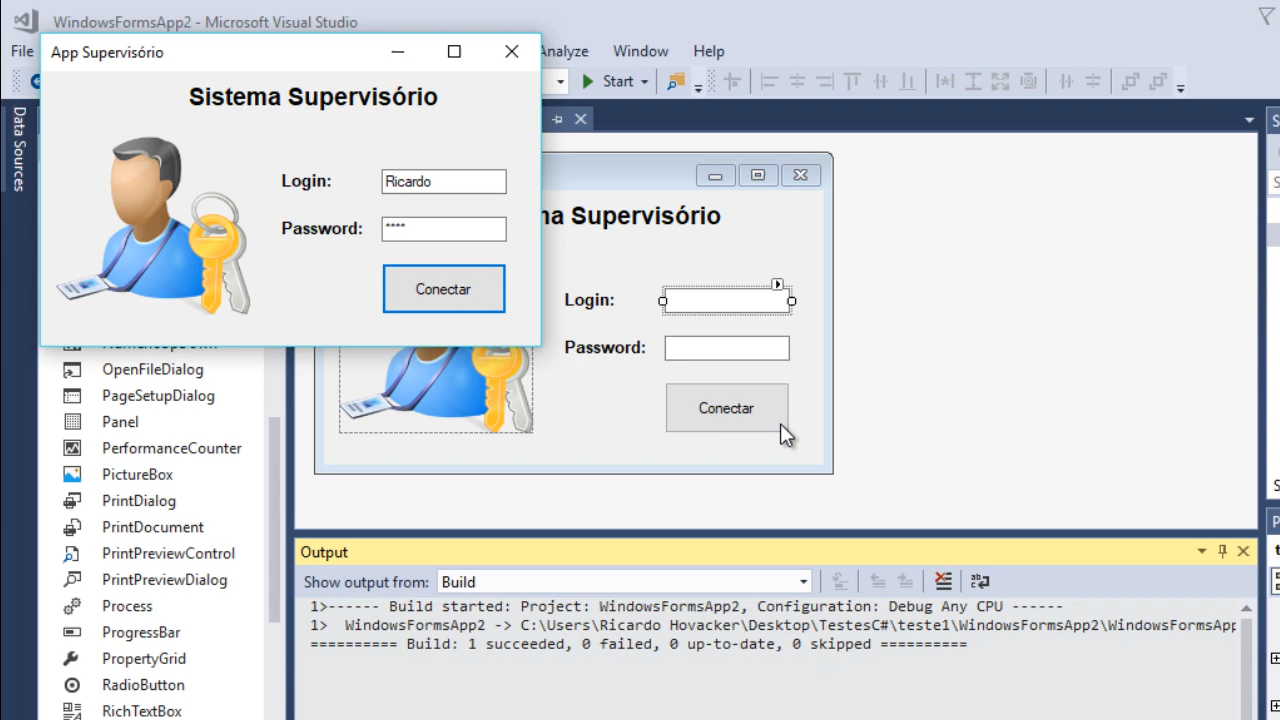 WindowsFormsApp2 - Microsoft Visual Studio
File
Analyze
Window
Help
App Supervisório
Start
Sistema Supervisório
Data Sources
Login:
Ricardo
Password:
****
Conectar
ma Supervisório
Login:
Password:
Conectar
OpenFileDialog
PageSetupDialog
Panel
PerformanceCounter
PictureBox
PrintDialog
PrintDocument
PrintPreviewControl
PrintPreviewDialog
Process
ProgressBar
PropertyGrid
RadioButton
RichTextBox
Output
Show output from:
Build
1>------ Build started: Project: WindowsFormsApp2, Configuration: Debug Any CPU ------
1>  WindowsFormsApp2 -> C:\Users\Ricardo Hovacker\Desktop\TestesC#\teste1\WindowsFormsApp2\WindowsFormsApp
========== Build: 1 succeeded, 0 failed, 0 up-to-date, 0 skipped ==========